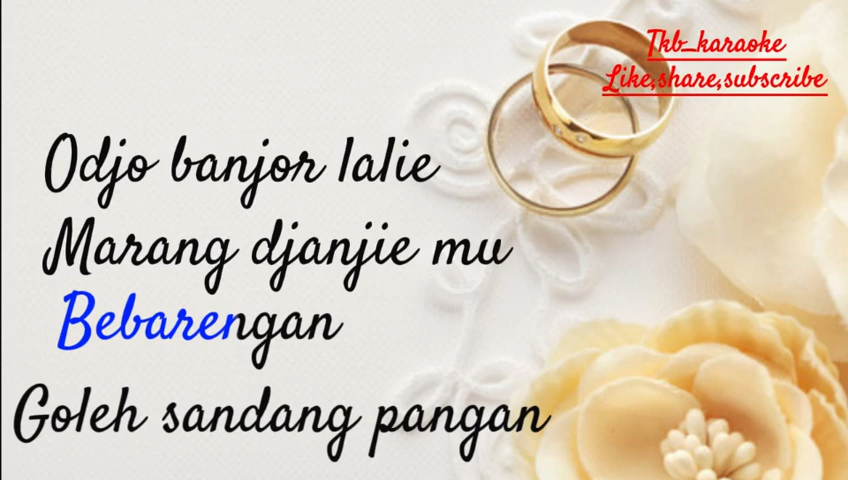 Tkb_karaoke
Like,share,subscribe
Odjo banjor lalie
Marang djanjie mu
Bebarengan
Goleh sandang pangan